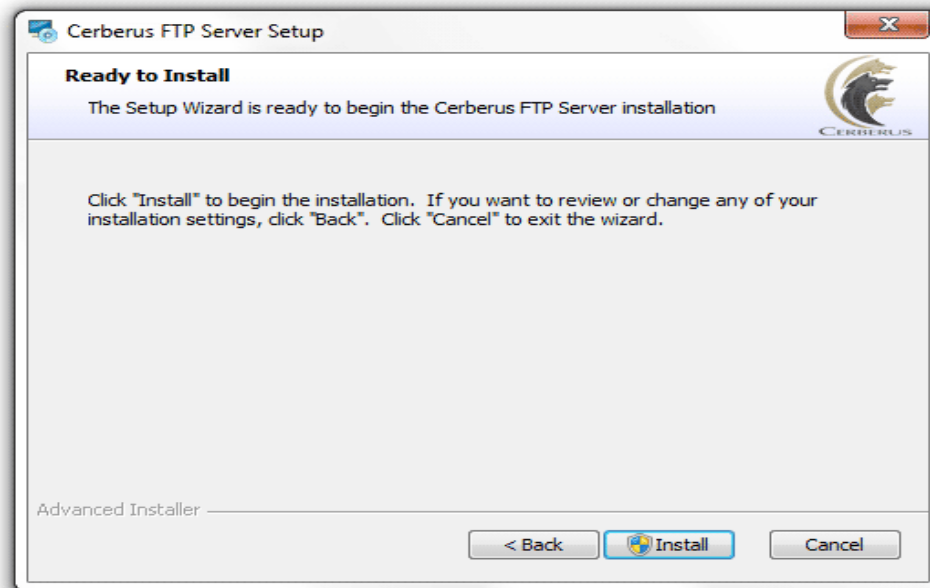 Cerberus FTP Server Setup
Ready to Install
The Setup Wizard is ready to begin the Cerberus FTP Server installation
CERBERUS
Click "Install" to begin the installation.  If you want to review or change any of your
installation settings, click "Back".  Click "Cancel" to exit the wizard.
Advanced Installer
< Back
Install
Cancel